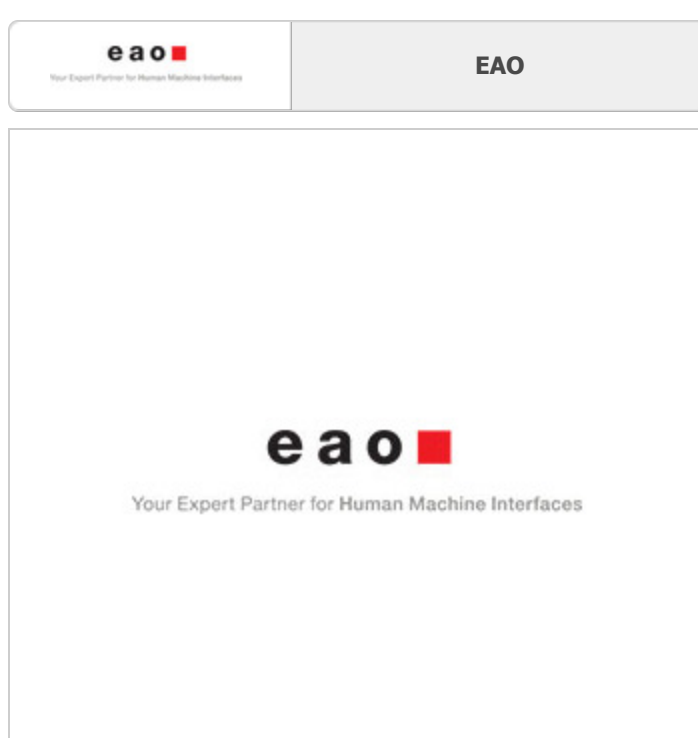 eao
Your Expert Partner for Human Machine Interfaces
EAO
eao
Your Expert Partner for Human Machine Interfaces